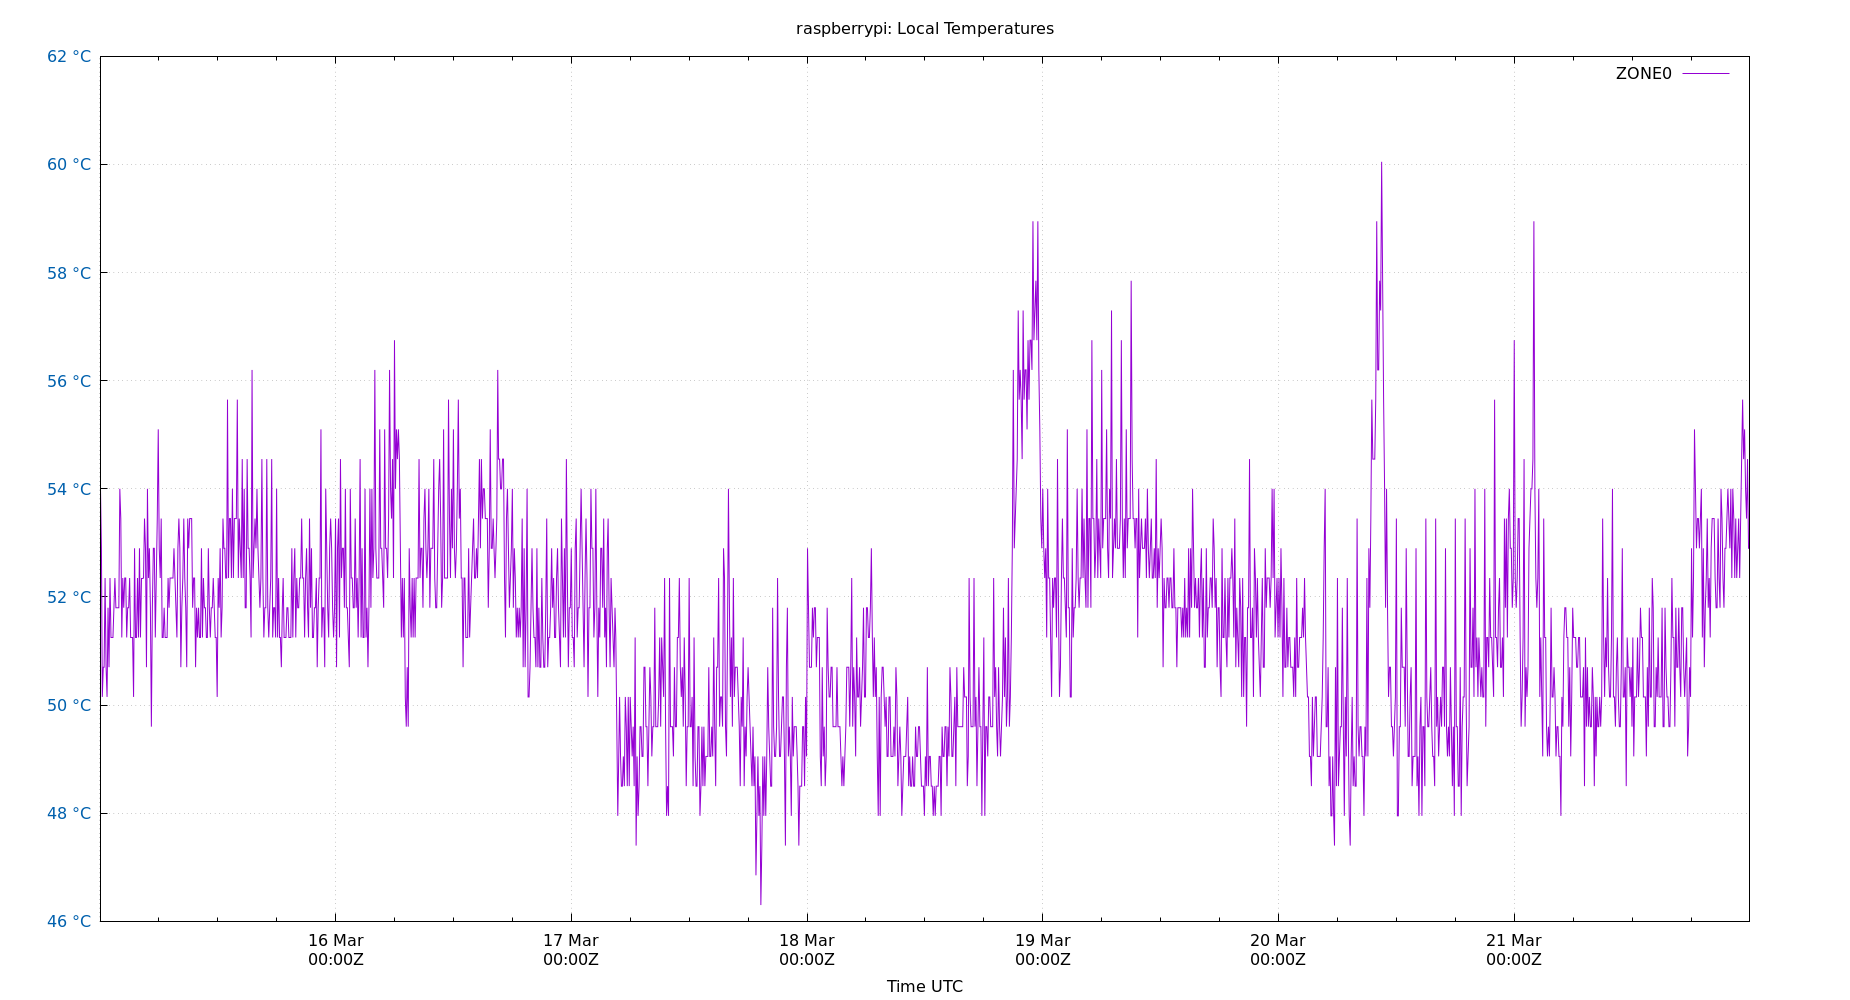 raspberrypi: Local Temperatures
62 °C
ZONE0
60 °C
58 °C
56 °C
54 °C
52 °C
50 °C
48 °C
46 °C
16 Mar 17 Mar 18 Mar 19 Mar 20 Mar 21 Mar
00:00Z 00:00Z 00:00Z 00:00Z 00:00Z 00:00Z
Time UTC